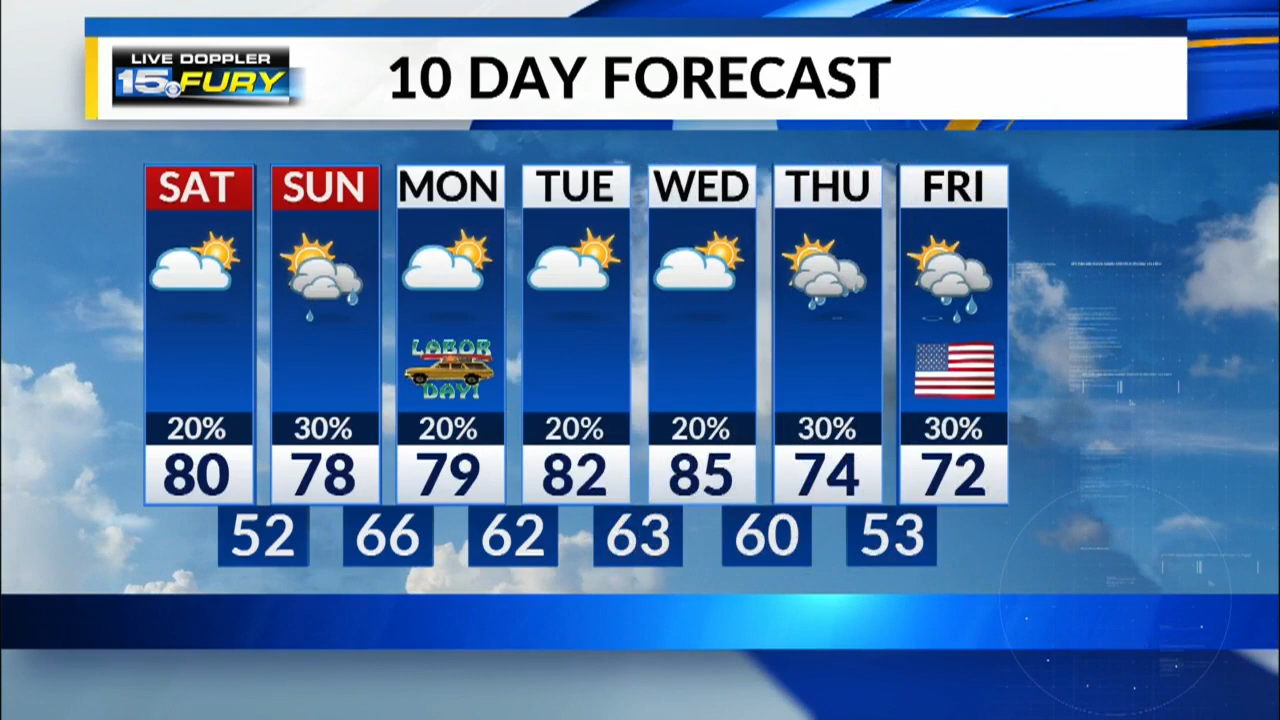 LIVE DOPPLER
15 FURY
10 DAY FORECAST
SAT SUN MON TUE WED THU FRI
LABOR
DAY!
20% 30% 20% 20% 20% 30% 30%
80 78 79 82 85 74 72
52 66 62 63 60 53